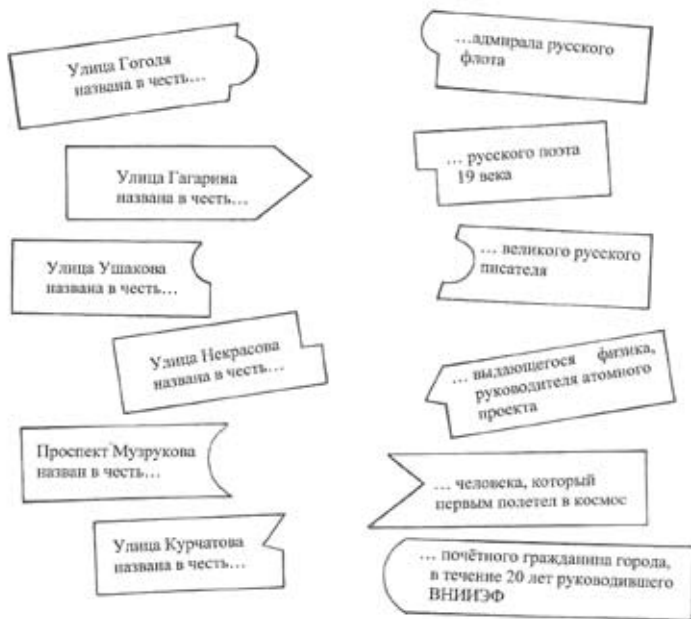 Улица Гоголя
названа в честь…
Улица Гагарина
названа в честь…
Улица Ушакова
названа в честь…
Улица Некрасова
названа в честь…
Проспект Музрукова
назван в честь…
Улица Курчатова
названа в честь…
…адмирала русского
флота
… русского поэта
19 века
… великого русского
писателя
… выдающегося физика,
руководителя атомного
проекта
… человека, который
первым полетел в космос
… почётного гражданина города,
в течение 20 лет руководившего
ВНИИЭФ